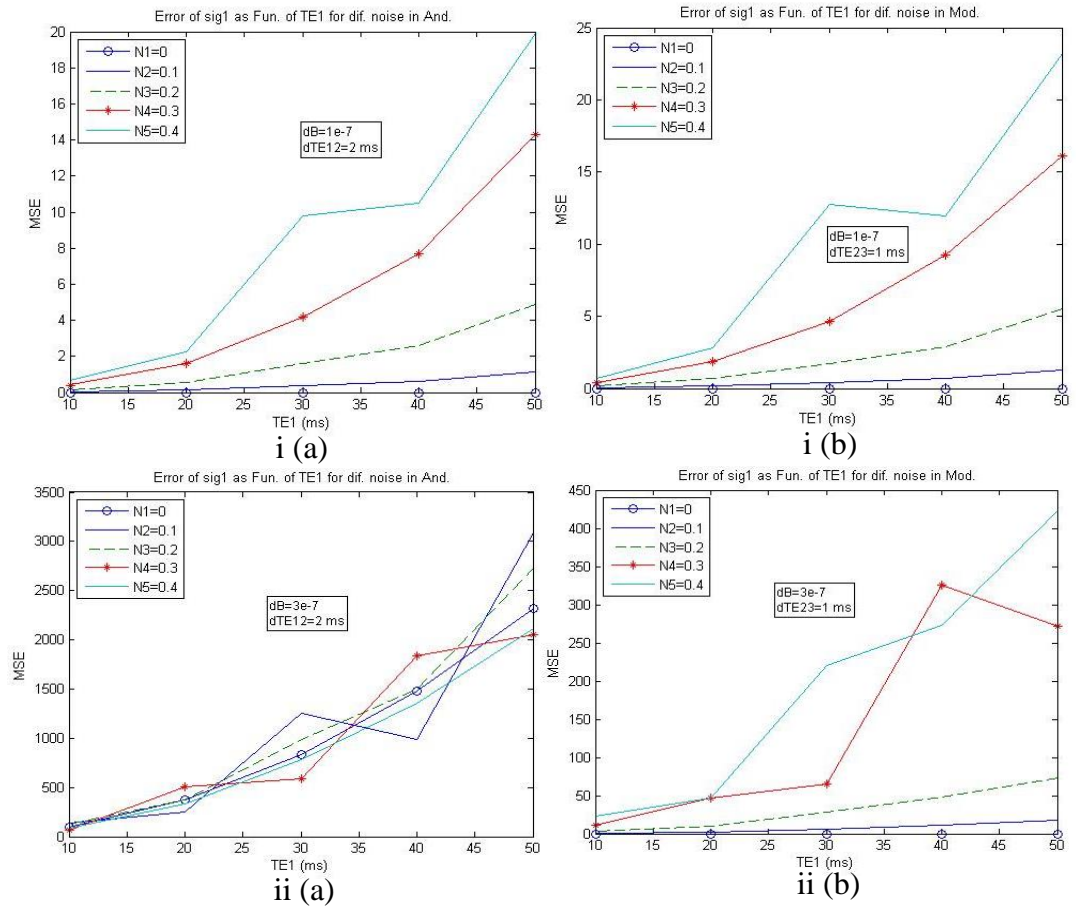 Error of sig1 as Fun. of TE1 for dif. noise in And.
20
18
16
14
12
10
8
6
4
2
0
MSE
N1=0
N2=0.1
N3=0.2
N4=0.3
N5=0.4
dB=1e-7
dTE12=2 ms
10 15 20 25 30 35 40 45 50
TE1 (ms)
i (a)
Error of sig1 as Fun. of TE1 for dif. noise in Mod.
25
20
15
10
5
0
MSE
N1=0
N2=0.1
N3=0.2
N4=0.3
N5=0.4
dB=1e-7
dTE23=1 ms
10 15 20 25 30 35 40 45 50
TE1 (ms)
i (b)
Error of sig1 as Fun. of TE1 for dif. noise in And.
3500
3000
2500
2000
1500
1000
500
0
MSE
N1=0
N2=0.1
N3=0.2
N4=0.3
N5=0.4
dB=3e-7
dTE12=2 ms
10 15 20 25 30 35 40 45 50
TE1 (ms)
ii (a)
Error of sig1 as Fun. of TE1 for dif. noise in Mod.
450
400
350
300
250
200
150
100
50
0
MSE
N1=0
N2=0.1
N3=0.2
N4=0.3
N5=0.4
dB=3e-7
dTE23=1 ms
10 15 20 25 30 35 40 45 50
TE1 (ms)
ii (b)